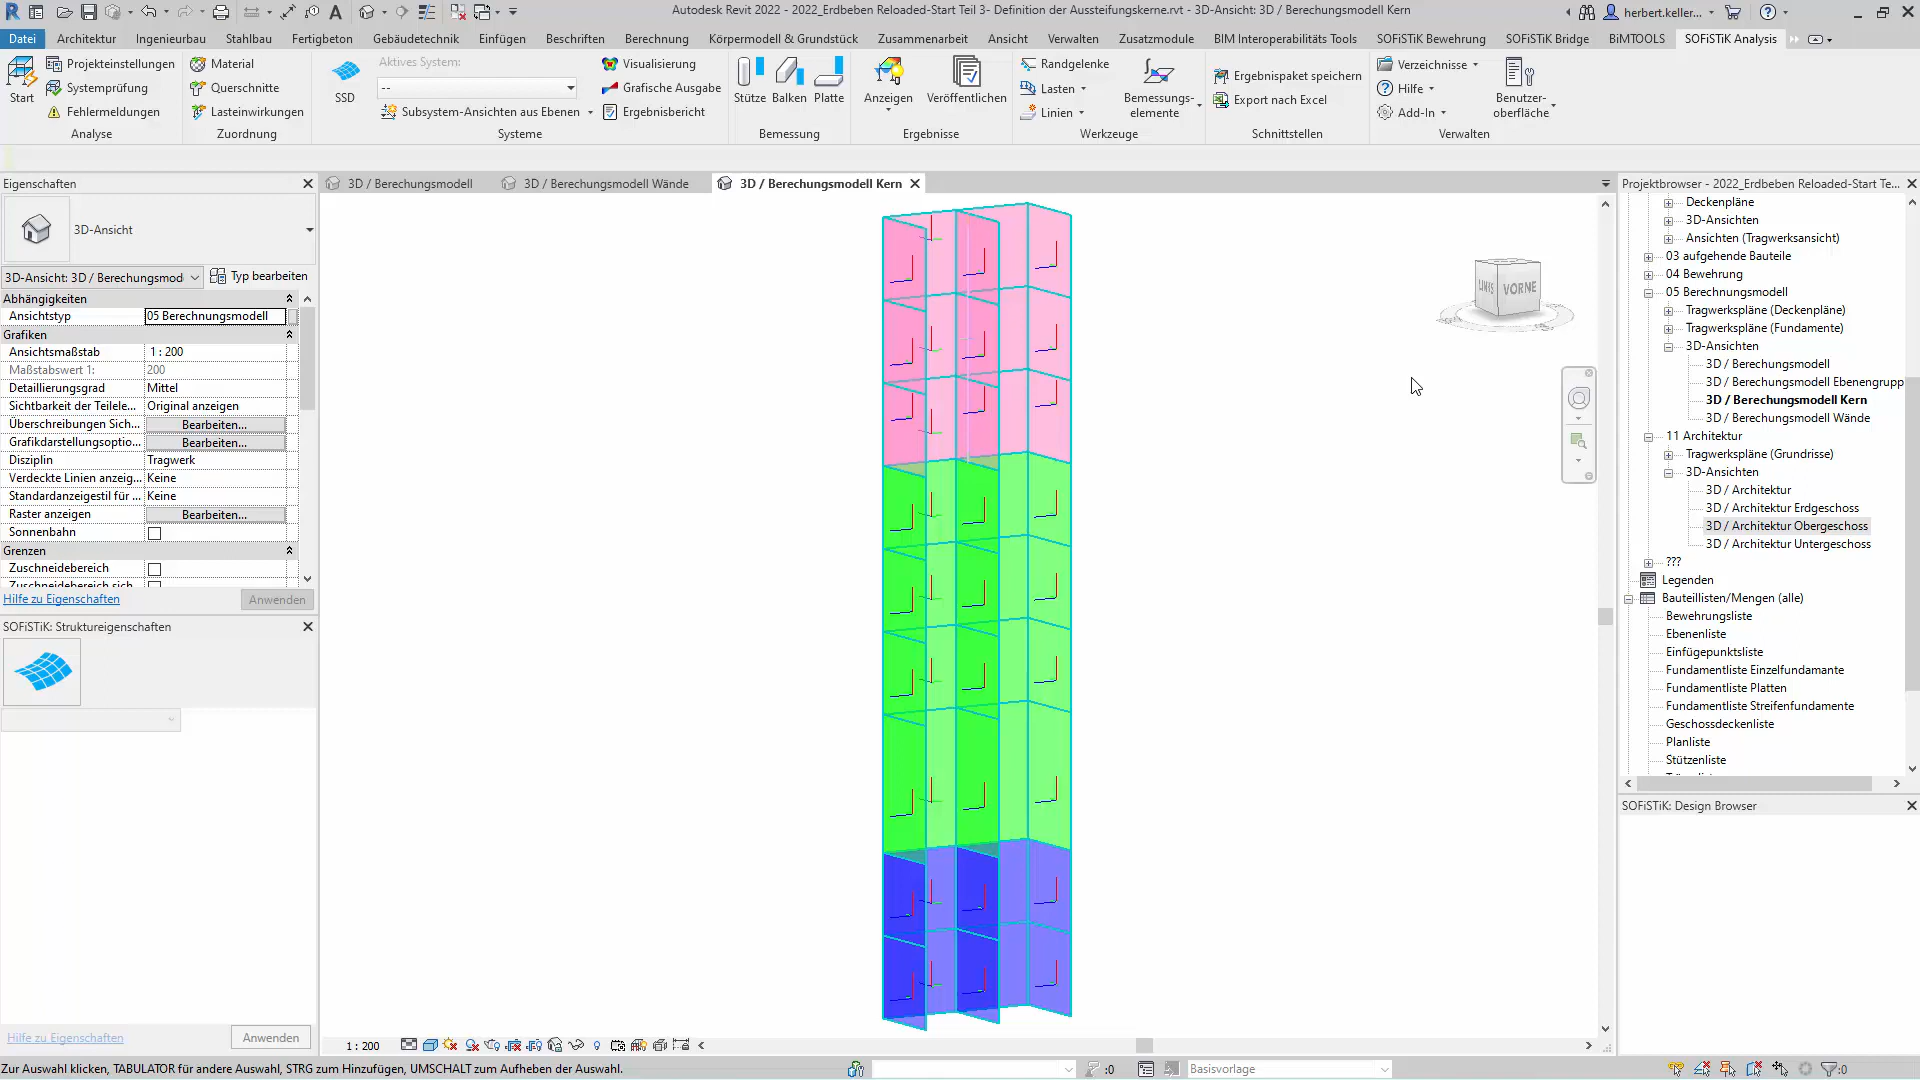 Autodesk Revit 2022 - 2022_Erdbeben Reloaded-Start Teil 3- Definition der Aussteifungskerne.rvt - 3D-Ansicht: 3D / Berechungsmodell Kern
herbert.keller...
Datei Architektur Ingenieurbau Stahlbau Fertigbeton Gebäudetechnik Einfügen Beschriften Berechnung Körpermodell & Grundstück Zusammenarbeit Ansicht Verwalten Zusatzmodule BIM Interoperabilitäts Tools SOFiSTiK Bewehrung SOFiSTiK Bridge BiMTOOLS SOFiSTiK Analysis
Start
Projekteinstellungen
Systemprüfung
Fehlermeldungen
Analyse
Material
Querschnitte
Lasteinwirkungen
Zuordnung
SSD
Aktives System:
--
Subsystem-Ansichten aus Ebenen
Visualisierung
Grafische Ausgabe
Ergebnisbericht
Systeme
Stütze Balken Platte
Bemessung
Anzeigen Veröffentlichen
Ergebnisse
Randgelenke
Lasten
Linien
Bemessungs-
elemente
Werkzeuge
Ergebnispaket speichern
Export nach Excel
Schnittstellen
Verzeichnisse
Hilfe
Add-In
Benutzer-
oberfläche
Verwalten
Eigenschaften
3D-Ansicht
3D-Ansicht: 3D / Berechungsmod
Typ bearbeiten
Abhängigkeiten
Ansichtstyp 05 Berechnungsmodell
Grafiken
Ansichtsmaßstab 1 : 200
Maßstabswert 1: 200
Detaillierungsgrad Mittel
Sichtbarkeit der Teilele... Original anzeigen
Überschreibungen Sich... Bearbeiten...
Grafikdarstellungsoptio... Bearbeiten...
Disziplin Tragwerk
Verdeckte Linien anzeig... Keine
Standardanzeigestil für ... Keine
Raster anzeigen Bearbeiten...
Sonnenbahn
Grenzen
Zuschneidebereich
Zuschneidebereich sich
Hilfe zu Eigenschaften Anwenden
SOFiSTiK: Struktureigenschaften
Hilfe zu Eigenschaften Anwenden
3D / Berechungsmodell 3D / Berechungsmodell Wände 3D / Berechungsmodell Kern
LINKS VORNE
1 : 200
Projektbrowser - 2022_Erdbeben Reloaded-Start Te...
Deckenpläne
3D-Ansichten
Ansichten (Tragwerksansicht)
03 aufgehende Bauteile
04 Bewehrung
05 Berechnungsmodell
Tragwerkspläne (Deckenpläne)
Tragwerkspläne (Fundamente)
3D-Ansichten
3D / Berechungsmodell
3D / Berechungsmodell Ebenengrupp
3D / Berechungsmodell Kern
3D / Berechungsmodell Wände
11 Architektur
Tragwerkspläne (Grundrisse)
3D-Ansichten
3D / Architektur
3D / Architektur Erdgeschoss
3D / Architektur Obergeschoss
3D / Architektur Untergeschoss
???
Legenden
Bauteillisten/Mengen (alle)
Bewehrungsliste
Ebenenliste
Einfügepunktsliste
Fundamentliste Einzelfundamante
Fundamentliste Platten
Fundamentliste Streifenfundamente
Geschossdeckenliste
Planliste
Stützenliste
SOFiSTiK: Design Browser
Zur Auswahl klicken, TABULATOR für andere Auswahl, STRG zum Hinzufügen, UMSCHALT zum Aufheben der Auswahl.
:0
Basisvorlage
:0